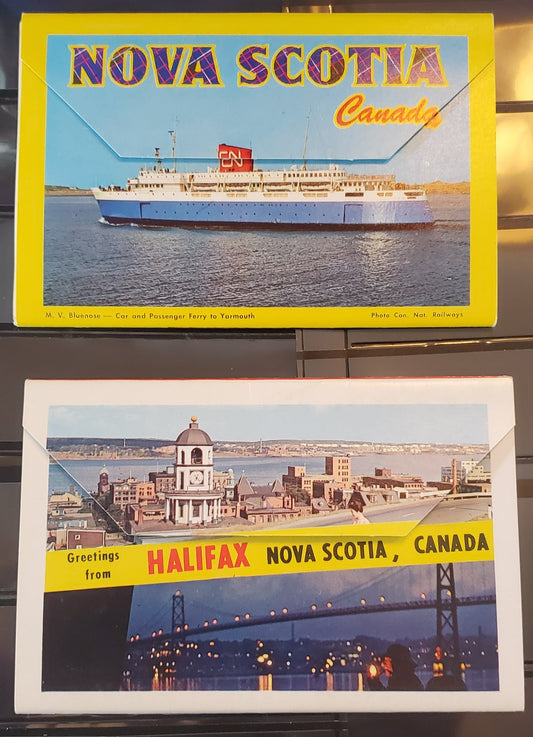 NOVA SCOTIA
Canada
CN
M. V. Bluenose — Car and Passenger Ferry to Yarmouth
Photo Can. Nat. Railways
Greetings from HALIFAX NOVA SCOTIA, CANADA